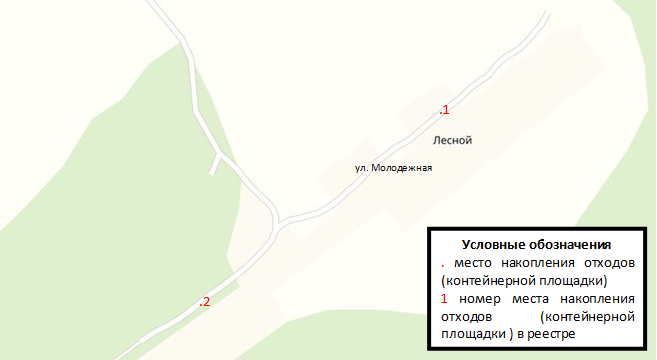 .1
Лесной
ул. Молодежная
.2
Условные обозначения
. место накопления отходов
(контейнерной площадки)
1 номер места накопления
отходов (контейнерной
площадки ) в реестре